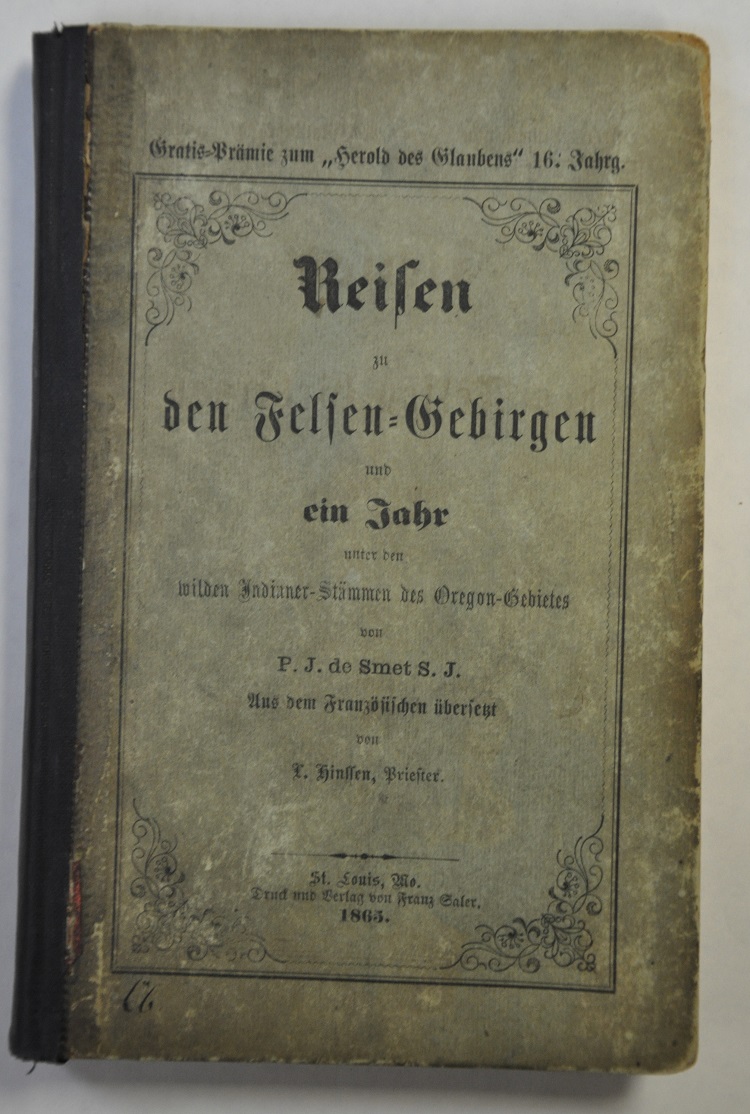 Gratis-Prämie zum „Herold des Glaubens“ 16. Jahrg.
Reisen
zu
den Felsen-Gebirgen
und
ein Jahr
unter den
wilden Indianer-Stämmen des Oregon-Gebietes
von
P. J. de Smet S. J.
Aus dem Französischen übersetzt
von
L. Hinssen, Priester.
St. Louis, Mo.
Druck und Verlag von Franz Saler.
1865.